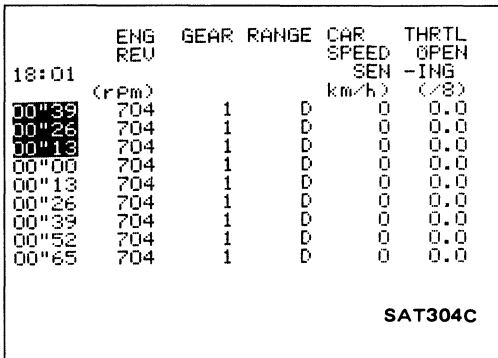 ENG GEAR RANGE CAR THRTL
REV SPEED OPEN
18:01 SEN -ING
(rpm) km/h) (/8)
00"39 704 1 D 0 0.0
00"26 704 1 D 0 0.0
00"13 704 1 D 0 0.0
00"00 704 1 D 0 0.0
00"13 704 1 D 0 0.0
00"26 704 1 D 0 0.0
00"39 704 1 D 0 0.0
00"52 704 1 D 0 0.0
00"65 704 1 D 0 0.0
SAT304C